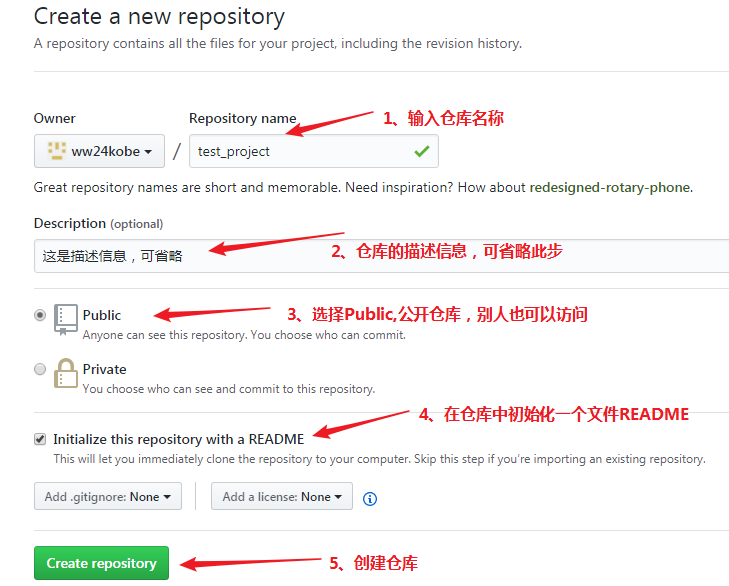 Create a new repository
A repository contains all the files for your project, including the revision history.
Owner
Repository name
1、输入仓库名称
ww24kobe
/
test_project
Great repository names are short and memorable. Need inspiration? How about redesigned-rotary-phone.
Description (optional)
这是描述信息，可省略
2、仓库的描述信息，可省略此步
Public
3、选择Public,公开仓库，别人也可以访问
Anyone can see this repository. You choose who can commit.
Private
You choose who can see and commit to this repository.
4、在仓库中初始化一个文件README
Initialize this repository with a README
This will let you immediately clone the repository to your computer. Skip this step if you’re importing an existing repository.
Add .gitignore: None
Add a license: None
Create repository
5、创建仓库